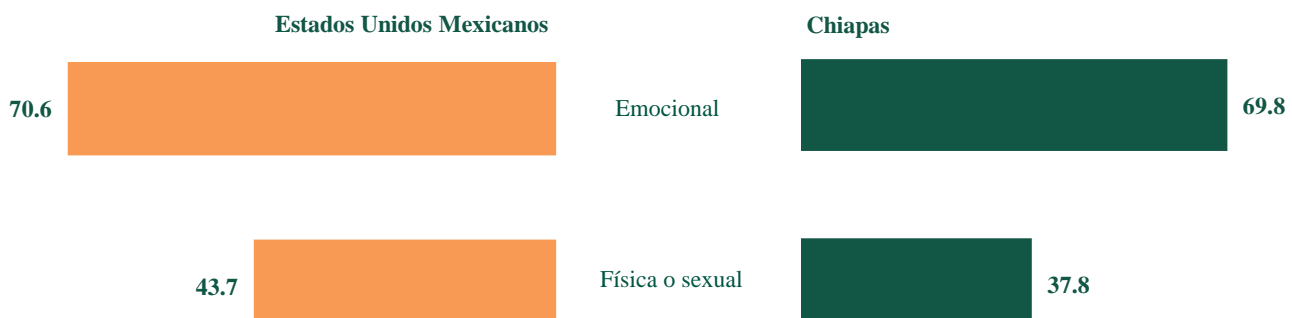 Estados Unidos Mexicanos
Chiapas
70.6
Emocional
69.8
43.7
Física o sexual
37.8